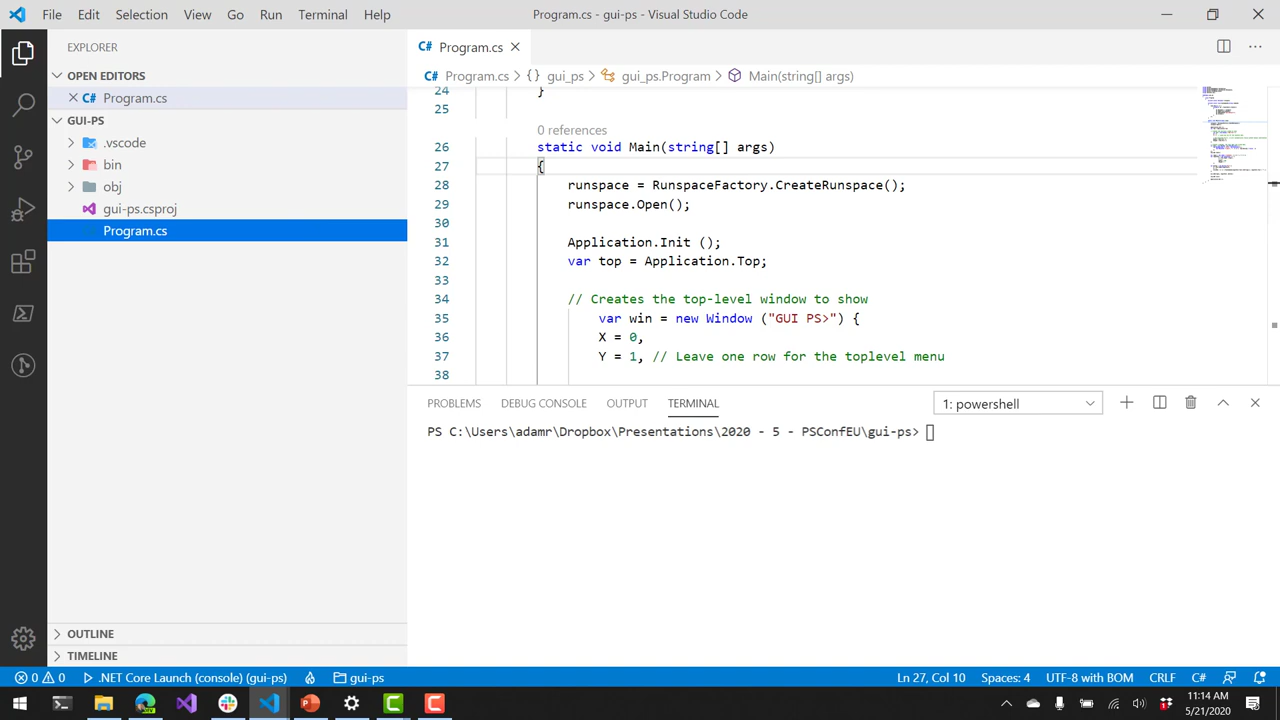 File Edit Selection View Go Run Terminal Help Program.cs - gui-ps - Visual Studio Code
EXPLORER
OPEN EDITORS
C# Program.cs
GUI-PS
.vscode
bin
obj
gui-ps.csproj
Program.cs
OUTLINE
TIMELINE
C# Program.cs
C# Program.cs > {} gui_ps > gui_ps.Program > Main(string[] args)
24 }
25
0 references
26 static void Main(string[] args)
27 {
28 runspace = RunspaceFactory.CreateRunspace();
29 runspace.Open();
30
31 Application.Init ();
32 var top = Application.Top;
33
34 // Creates the top-level window to show
35 var win = new Window ("GUI PS>") {
36 X = 0,
37 Y = 1, // Leave one row for the toplevel menu
38
PROBLEMS DEBUG CONSOLE OUTPUT TERMINAL 1: powershell
PS C:\Users\adamr\Dropbox\Presentations\2020 - 5 - PSConfEU\gui-ps>
0 0 .NET Core Launch (console) (gui-ps) gui-ps Ln 27, Col 10 Spaces: 4 UTF-8 with BOM CRLF C#
11:14 AM
5/21/2020